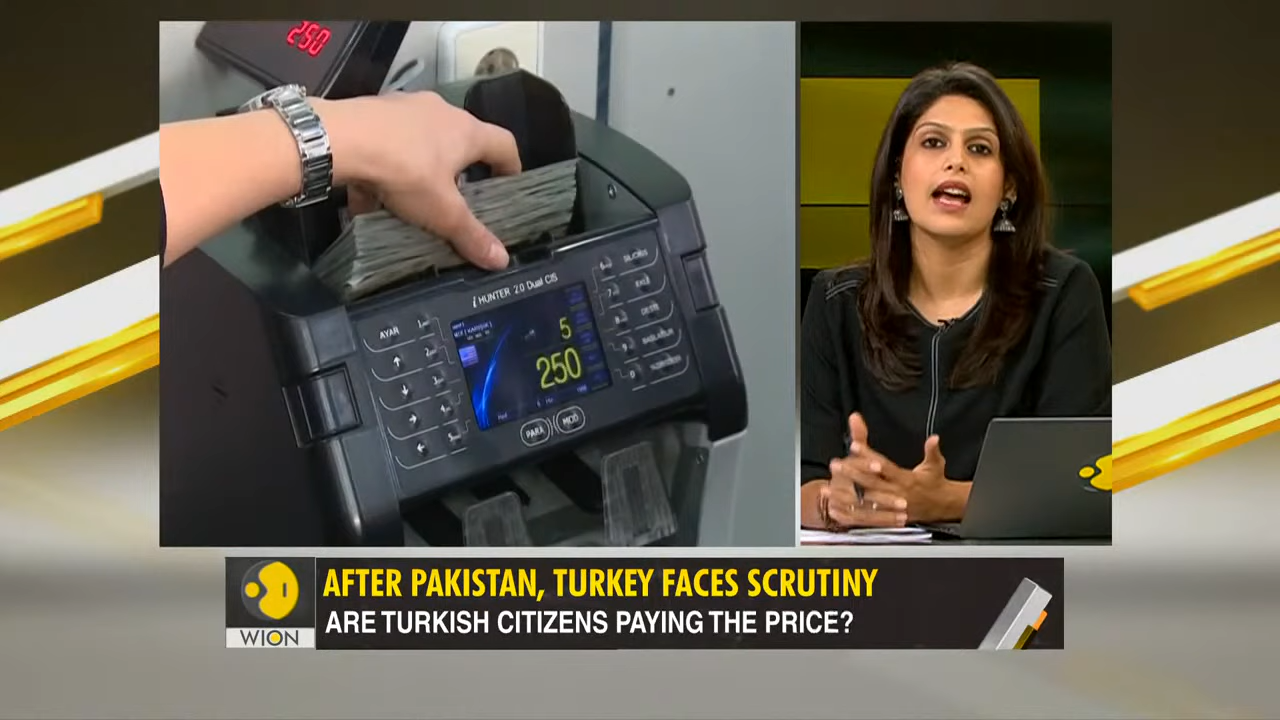 250
i HUNTER 2.0 Dual CIS
AYAR
5
250
PARA
MOD
AFTER PAKISTAN, TURKEY FACES SCRUTINY
ARE TURKISH CITIZENS PAYING THE PRICE?
WION